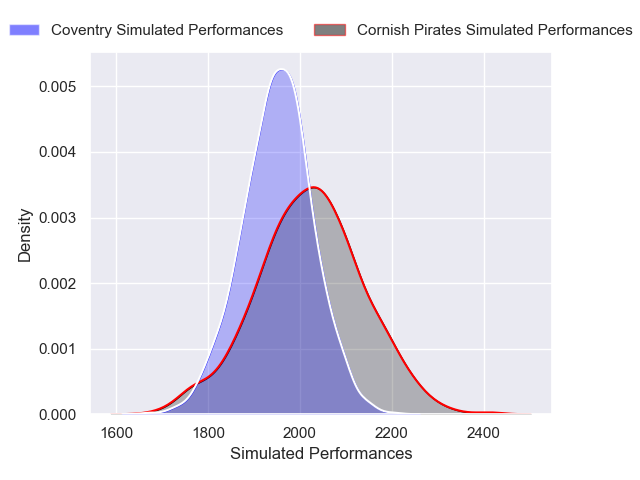 Coventry Simulated Performances
Cornish Pirates Simulated Performances
0.005
0.004
0.003
0.002
0.001
0.000
Density
1600
1800
2000
2200
2400
Simulated Performances